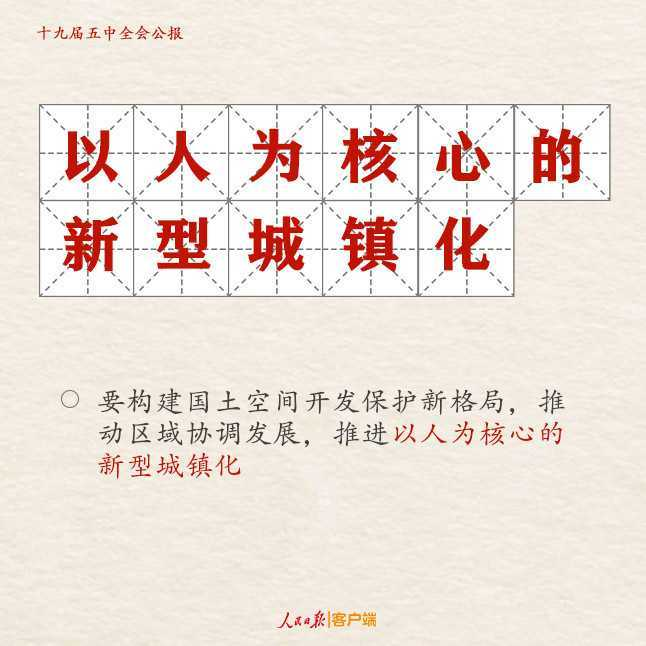 十九届五中全会公报
以人为核心的
新型城镇化
要构建国土空间开发保护新格局，推
动区域协调发展，推进以人为核心的
新型城镇化
人民日报|客户端